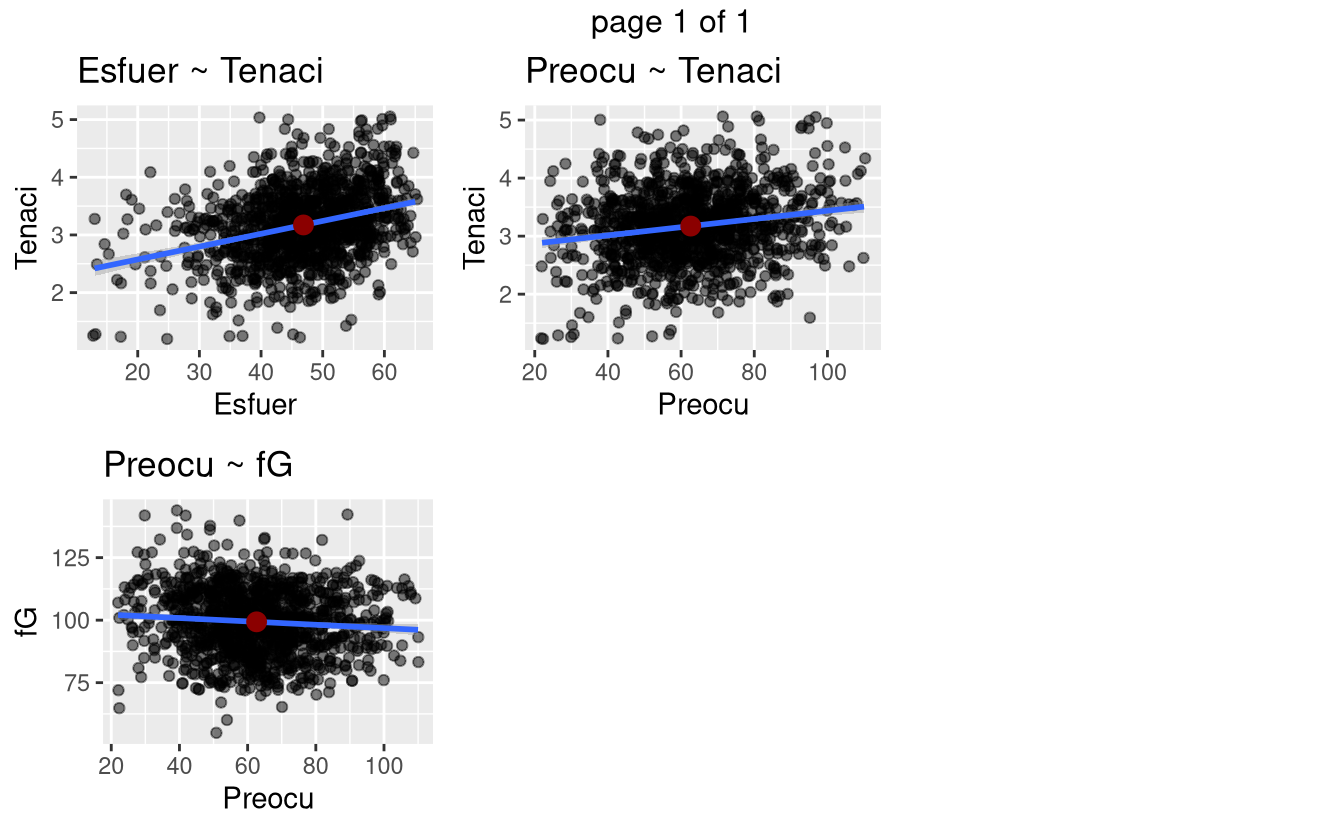 page 1 of 1
Esfuer ~ Tenaci
5
4
3
2
Tenaci
20 30 40 50 60
Esfuer
Preocu ~ Tenaci
5
4
3
2
Tenaci
20 40 60 80 100
Preocu
Preocu ~ fG
125
100
75
fG
20 40 60 80 100
Preocu